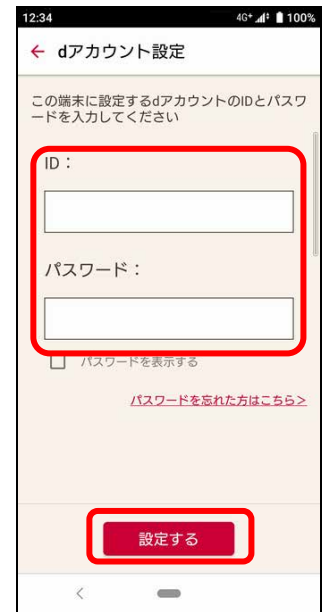 12:34 4G+ 100%
← dアカウント設定
この端末に設定するdアカウントのIDとパスワ
ードを入力してください
ID：
パスワード：
パスワードを表示する
パスワードを忘れた方はこちら>
設定する